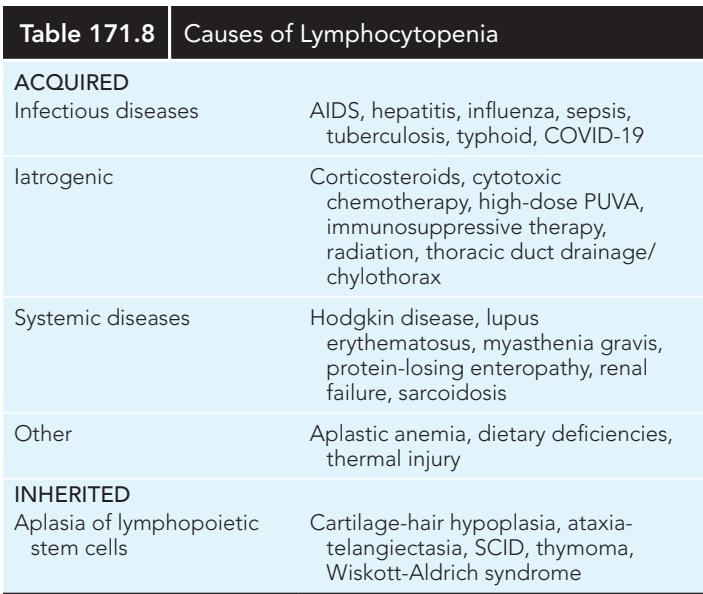 Table 171.8 Causes of Lymphocytopenia
ACQUIRED
Infectious diseases AIDS, hepatitis, influenza, sepsis,
tuberculosis, typhoid, COVID-19
Iatrogenic Corticosteroids, cytotoxic
chemotherapy, high-dose PUVA,
immunosuppressive therapy,
radiation, thoracic duct drainage/
chylothorax
Systemic diseases Hodgkin disease, lupus
erythematosus, myasthenia gravis,
protein-losing enteropathy, renal
failure, sarcoidosis
Other Aplastic anemia, dietary deficiencies,
thermal injury
INHERITED
Aplasia of lymphopoietic Cartilage-hair hypoplasia, ataxia-
stem cells telangiectasia, SCID, thymoma,
Wiskott-Aldrich syndrome